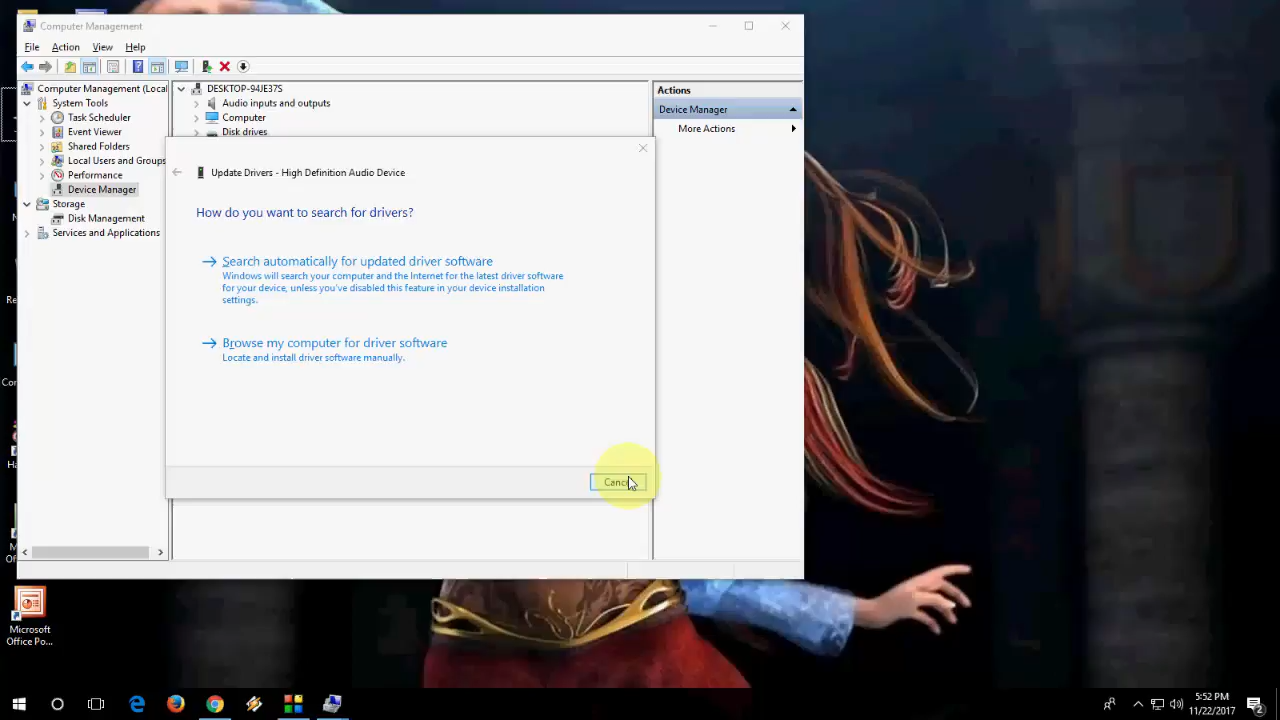 Computer Management
File Action View Help
Computer Management (Local
System Tools
Task Scheduler
Event Viewer
Shared Folders
Local Users and Groups
Performance
Device Manager
Storage
Disk Management
Services and Applications
DESKTOP-94JE37S
Audio inputs and outputs
Computer
Disk drives
Actions
Device Manager
More Actions
Update Drivers - High Definition Audio Device
How do you want to search for drivers?
Search automatically for updated driver software
Windows will search your computer and the Internet for the latest driver software
for your device, unless you've disabled this feature in your device installation
settings.
Browse my computer for driver software
Locate and install driver software manually.
Cancel
Microsoft
Office Po...
5:52 PM
11/22/2017
2